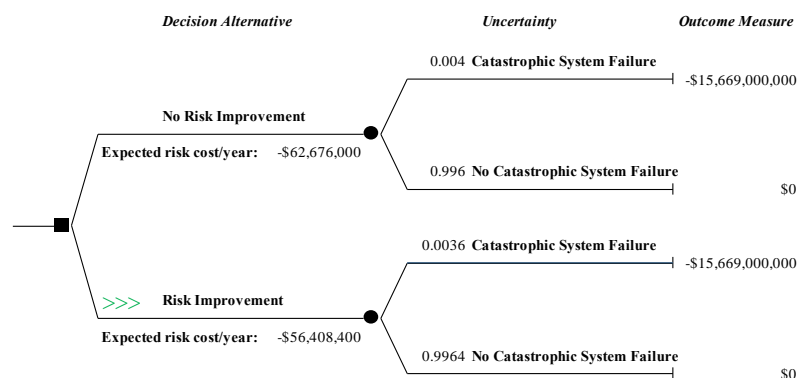 Decision Alternative Uncertainty Outcome Measure
0.004 Catastrophic System Failure
-$15,669,000,000
No Risk Improvement
Expected risk cost/year: -$62,676,000
0.996 No Catastrophic System Failure
$0
0.0036 Catastrophic System Failure
-$15,669,000,000
>>> Risk Improvement
Expected risk cost/year: -$56,408,400
0.9964 No Catastrophic System Failure
$0